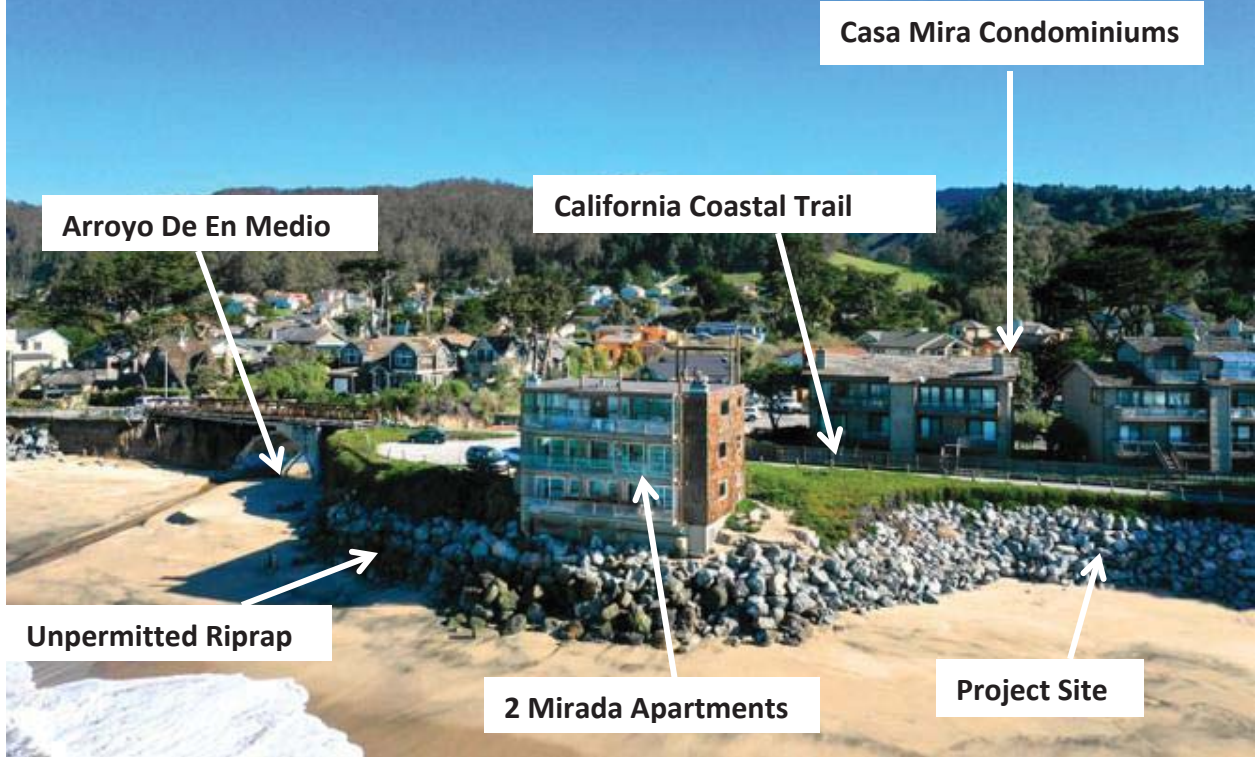 Casa Mira Condominiums
California Coastal Trail
Arroyo De En Medio
Unpermitted Riprap
2 Mirada Apartments
Project Site